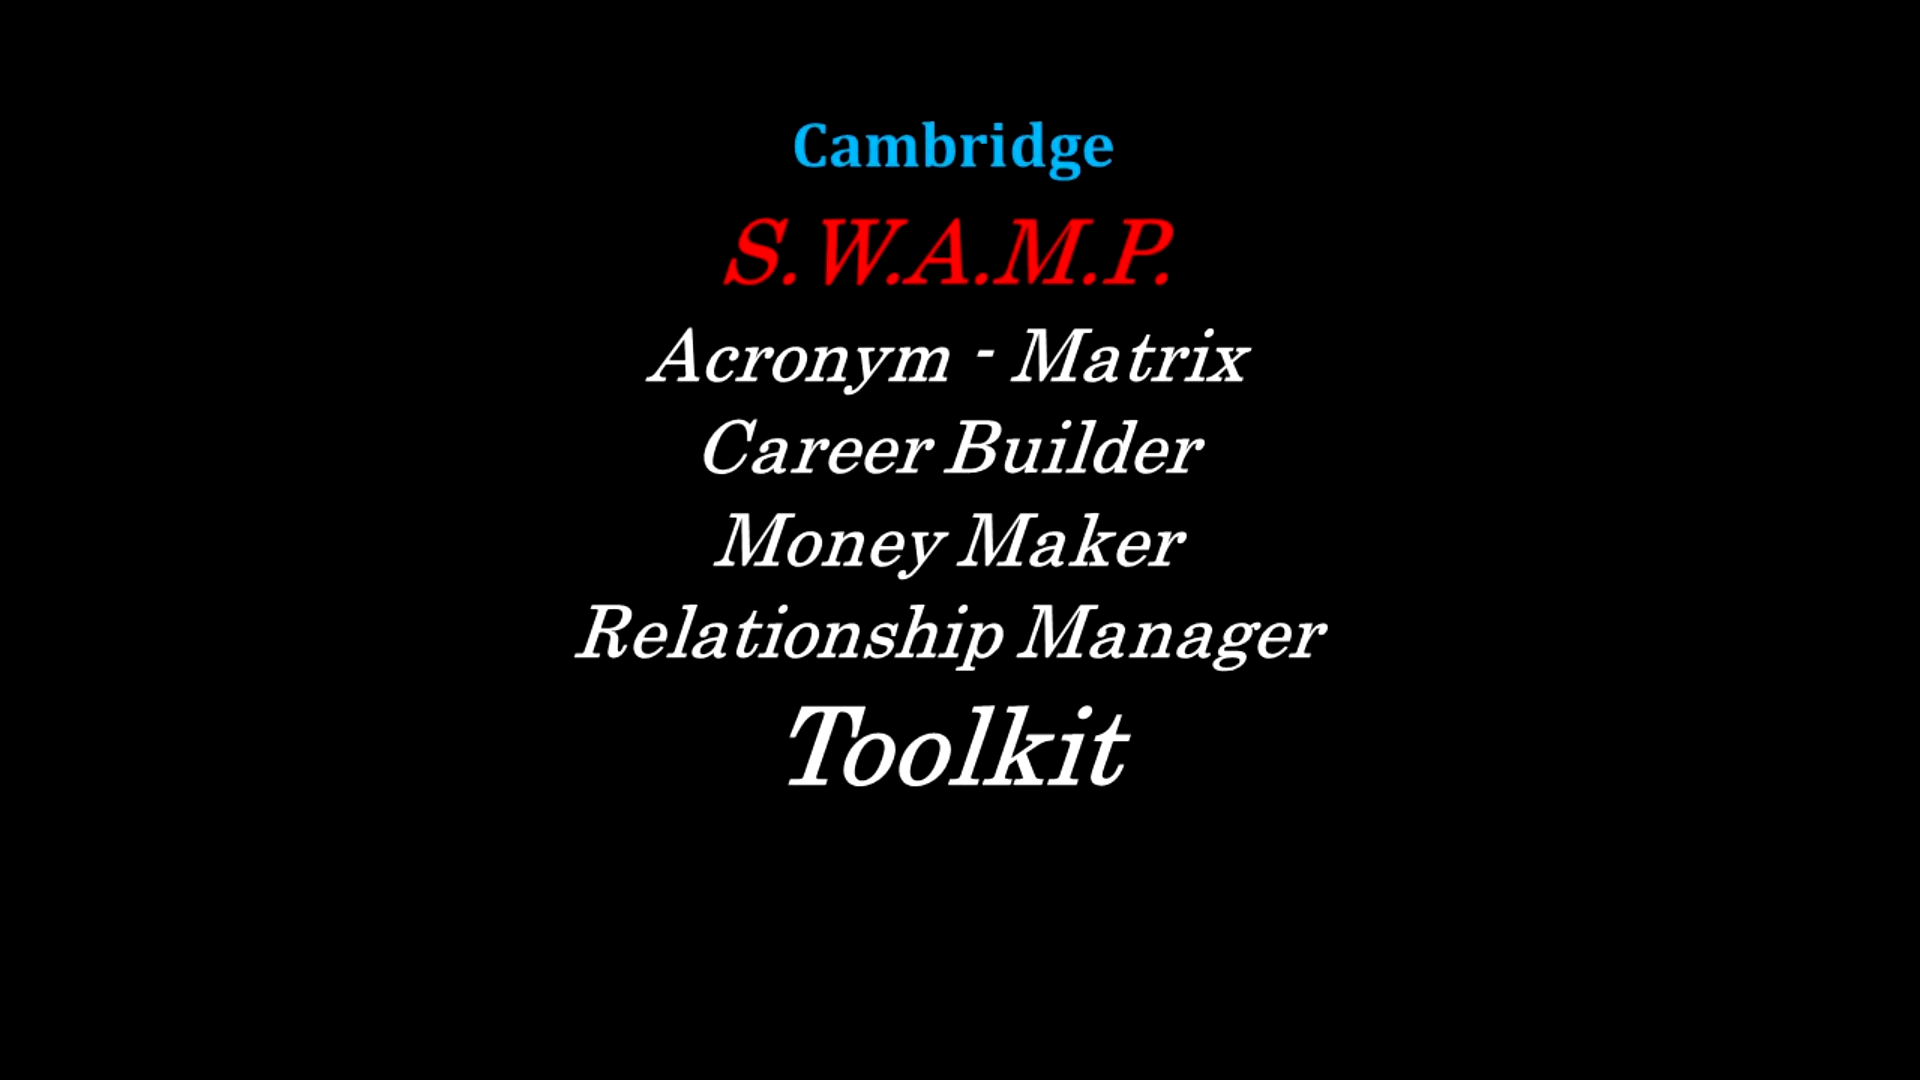 Cambridge
S.W.A.M.P.
Acronym - Matrix
Career Builder
Money Maker
Relationship Manager
Toolkit